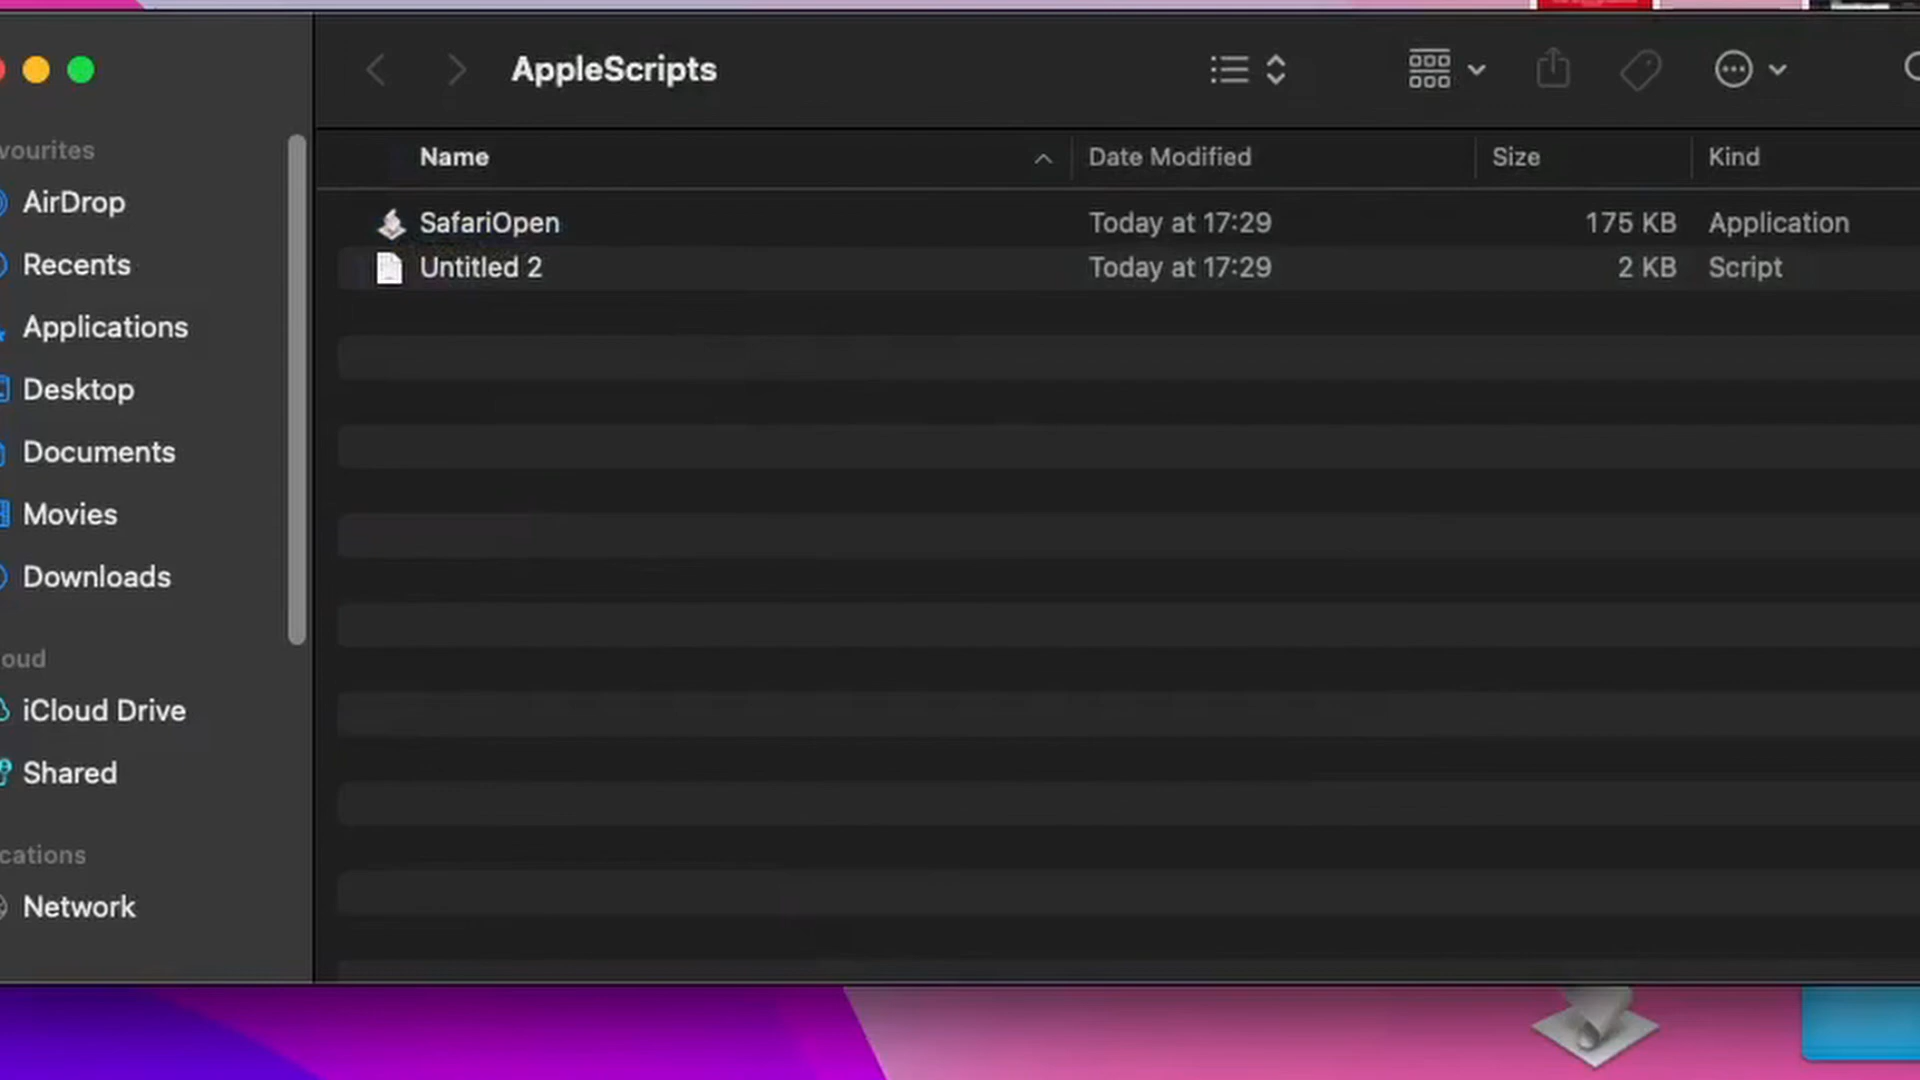 AppleScripts
Name Date Modified Size Kind
SafariOpen Today at 17:29 175 KB Application
Untitled 2 Today at 17:29 2 KB Script
vourites
AirDrop
Recents
Applications
Desktop
Documents
Movies
Downloads
oud
iCloud Drive
Shared
cations
Network